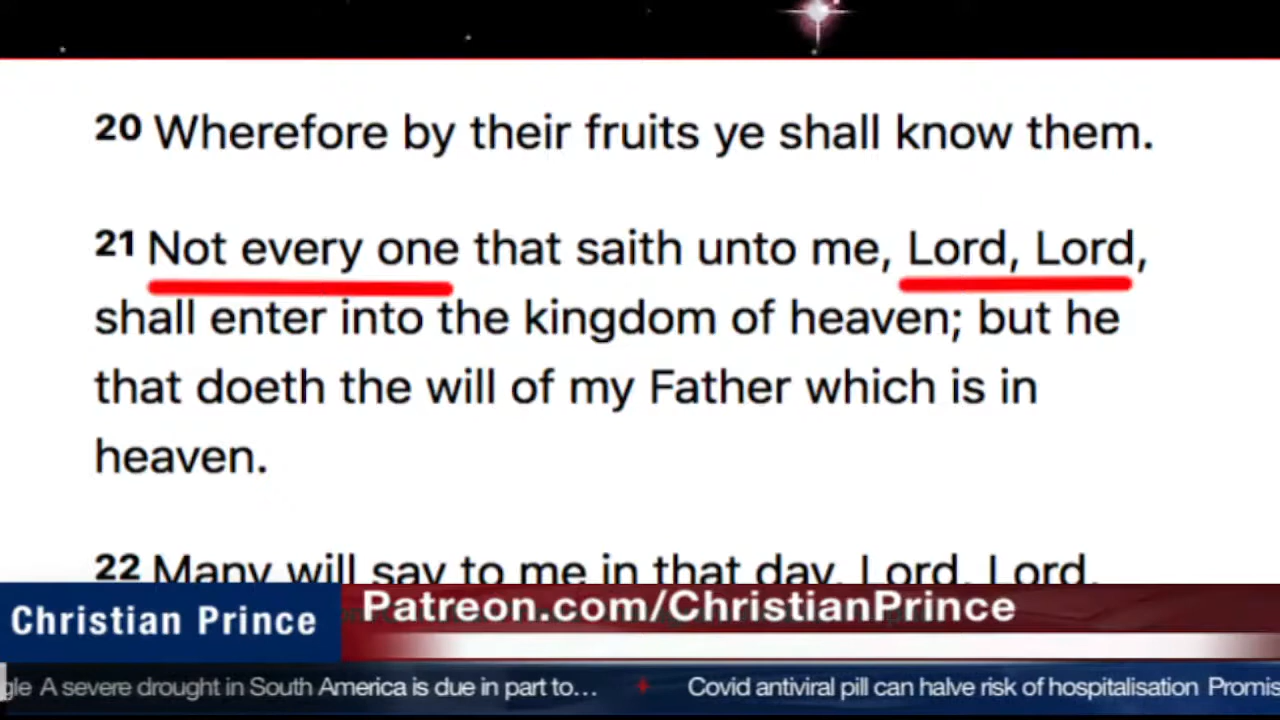 20 Wherefore by their fruits ye shall know them.
21 Not every one that saith unto me, Lord, Lord,
shall enter into the kingdom of heaven; but he
that doeth the will of my Father which is in
heaven.
22 Many will say to me in that day, Lord, Lord,
Christian Prince
Patreon.com/ChristianPrince
gle A severe drought in South America is due in part to… Covid antiviral pill can halve risk of hospitalisation Promis